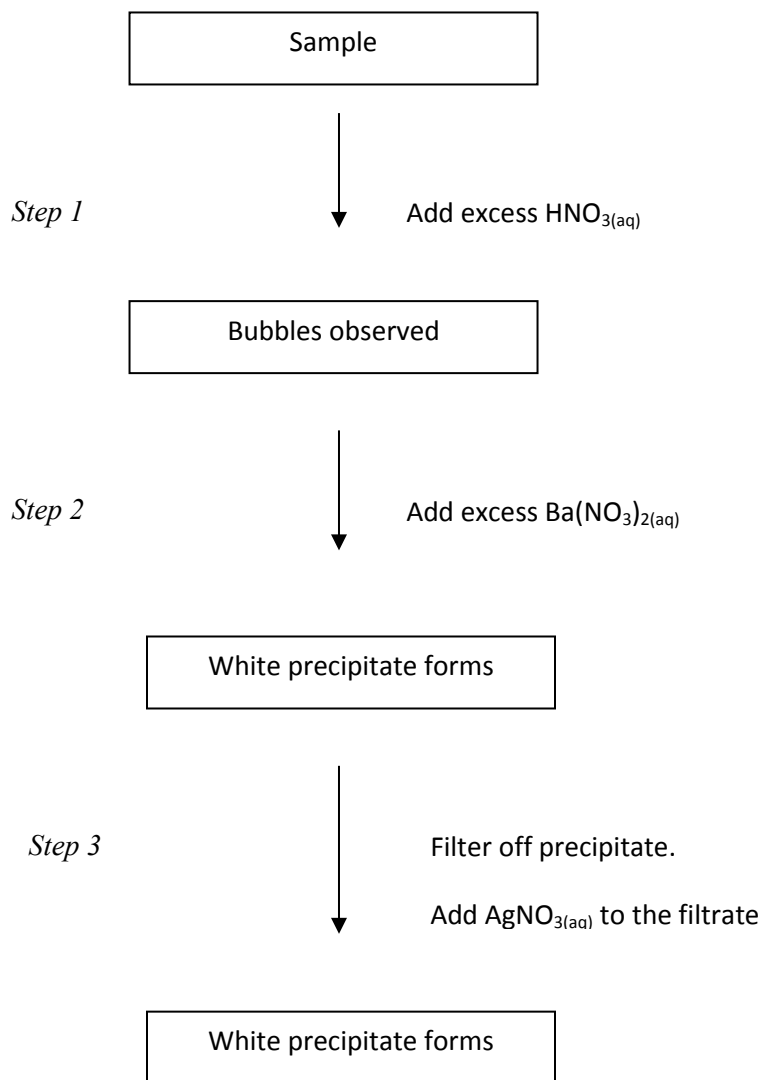 Sample
Step 1
Add excess HNO₃₍ₐq₎
Bubbles observed
Step 2
Add excess Ba(NO₃)₂₍ₐq₎
White precipitate forms
Step 3
Filter off precipitate.
Add AgNO₃₍ₐq₎ to the filtrate
White precipitate forms